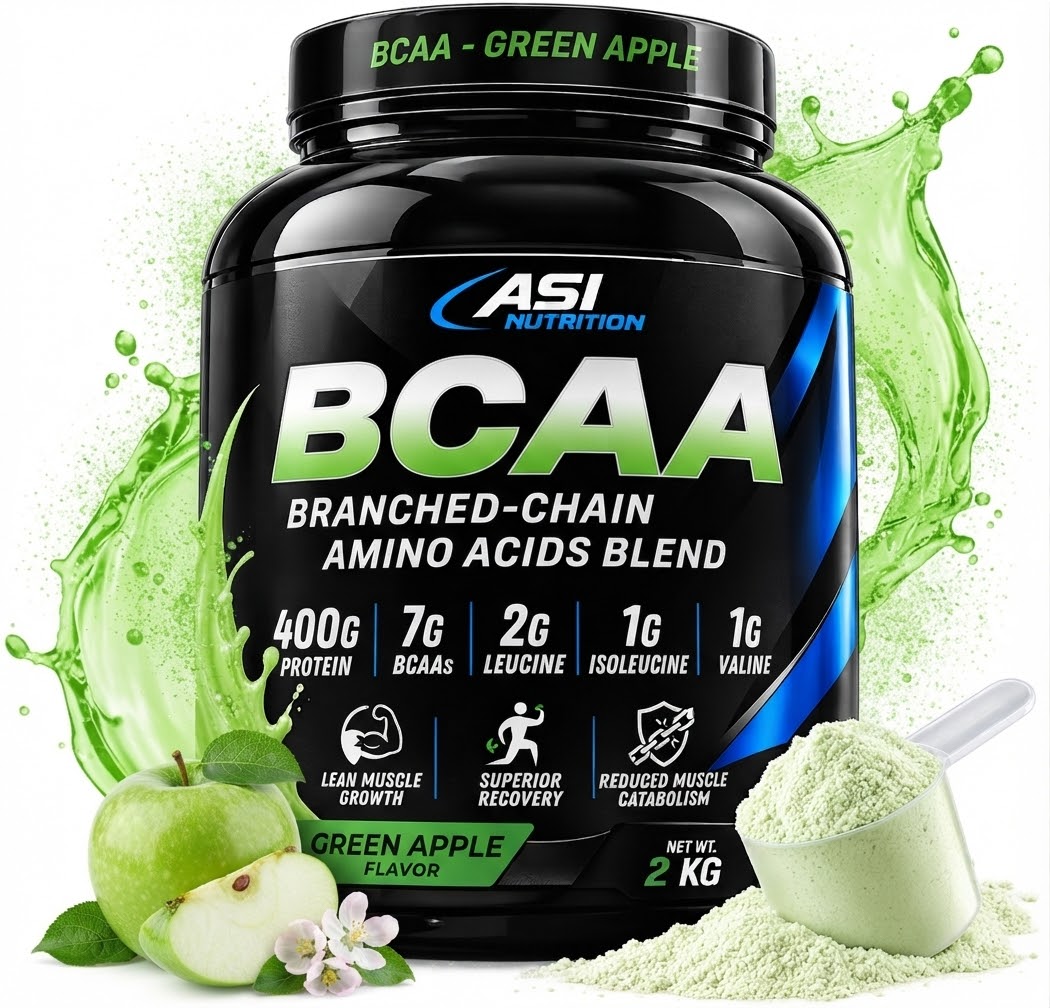 BCAA - GREEN APPLE
ASI
NUTRITION
BCAA
BRANCHED-CHAIN
AMINO ACIDS BLEND
400G
PROTEIN
7G
BCAAs
2G
LEUCINE
1G
ISOLEUCINE
1G
VALINE
LEAN MUSCLE
GROWTH
SUPERIOR
RECOVERY
REDUCED MUSCLE
CATABOLISM
GREEN APPLE
FLAVOR
NET WT.
2 KG